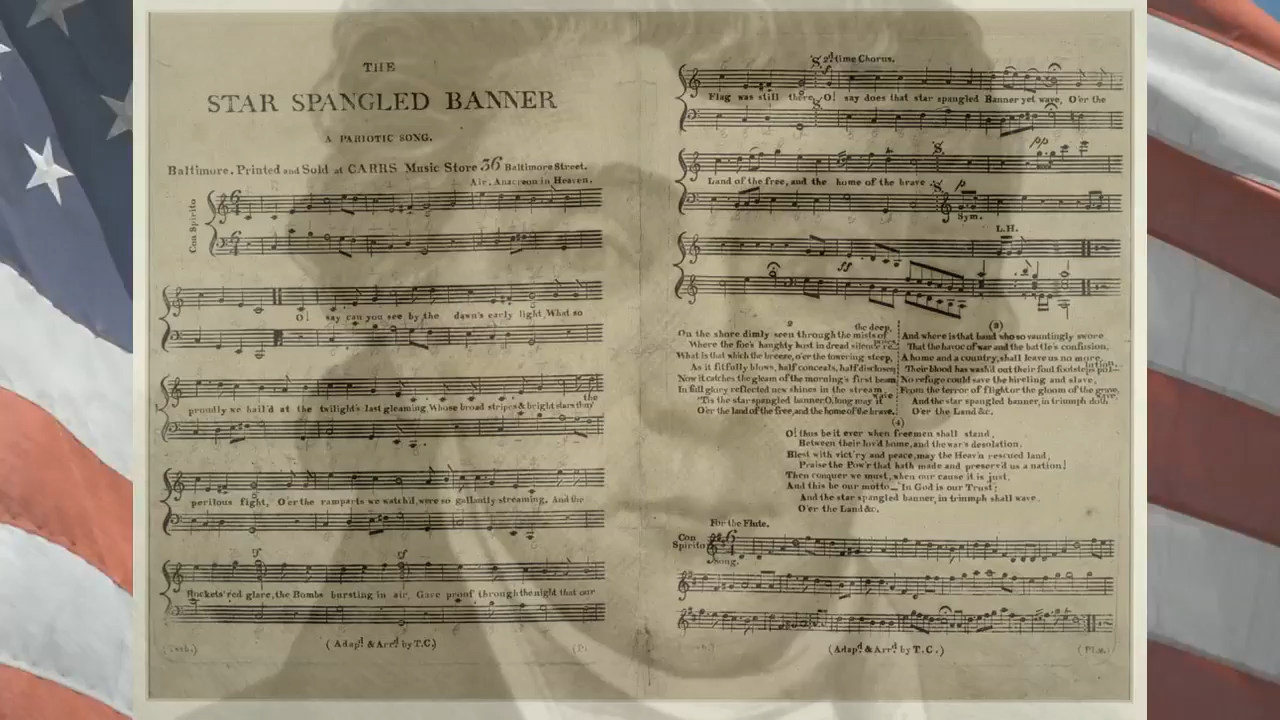 THE
STAR SPANGLED BANNER
A PARIOTIC SONG.
Baltimore. Printed and Sold at CARRS Music Store 36 Baltimore Street.
Air, Anacreon in Heaven.
Con Spirito
O! say can you see by the dawn's early light, What so
proudly we hail'd at the twilight's last gleaming, Whose broad stripes & bright stars thro' the
perilous fight, O'er the ramparts we watch'd, were so gallantly streaming, And the
Rockets' red glare, the Bombs bursting in air, Gave proof through the night that our
(Adapd. & Arrd. by T.C.)
2d. time Chorus.
Flag was still there, O! say does that star spangled Banner yet wave, O'er the
pp
Land of the free, and the home of the brave.
p
Sym.
L.H.
ff
2
On the shore dimly seen through the mists of the deep,
Where the foe's haughty host in dread silence
What is that which the breeze, o'er the towering steep,
As it fitfully blows, half conceals, half discloses
Now it catches the gleam of the morning's first beam,
In full glory reflected new shines in the stream,
'Tis the star spangled banner, O, long may it wave
O'er the land of the free, and the home of the brave.
(3)
And where is that band who so vauntingly swore
That the havoc of war and the battle's confusion,
A home and a country, shall leave us no more,
Their blood has wash'd out their foul footsteps
No refuge could save the hireling and slave,
From the terror of flight or the gloom of the grave,
And the star spangled banner, in triumph doth wave,
O'er the Land &c.
(4)
O! thus be it ever when freemen shall stand,
Between their lov'd home, and the war's desolation,
Blest with vict'ry and peace, may the Heav'n rescued land,
Praise the Pow'r that hath made and preserv'd us a nation!
Then conquer we must, when our cause it is just,
And this be our motto_"In God is our Trust;"
And the star spangled banner, in triumph shall wave,
O'er the Land &c.
For the Flute.
Con Spirito
Song.
(Adapd. & Arrd. by T.C.)